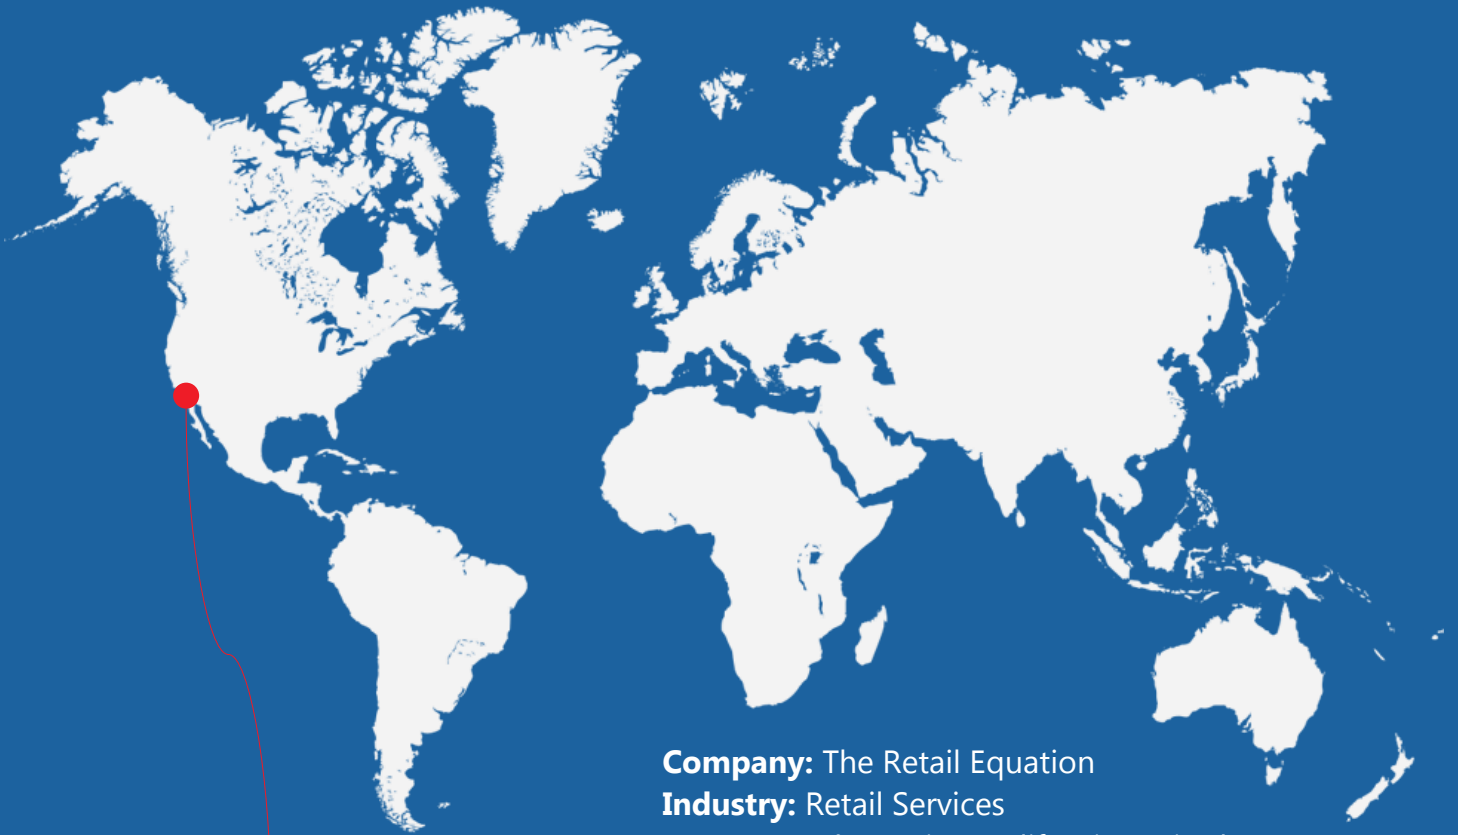 Company: The Retail Equation
Industry: Retail Services